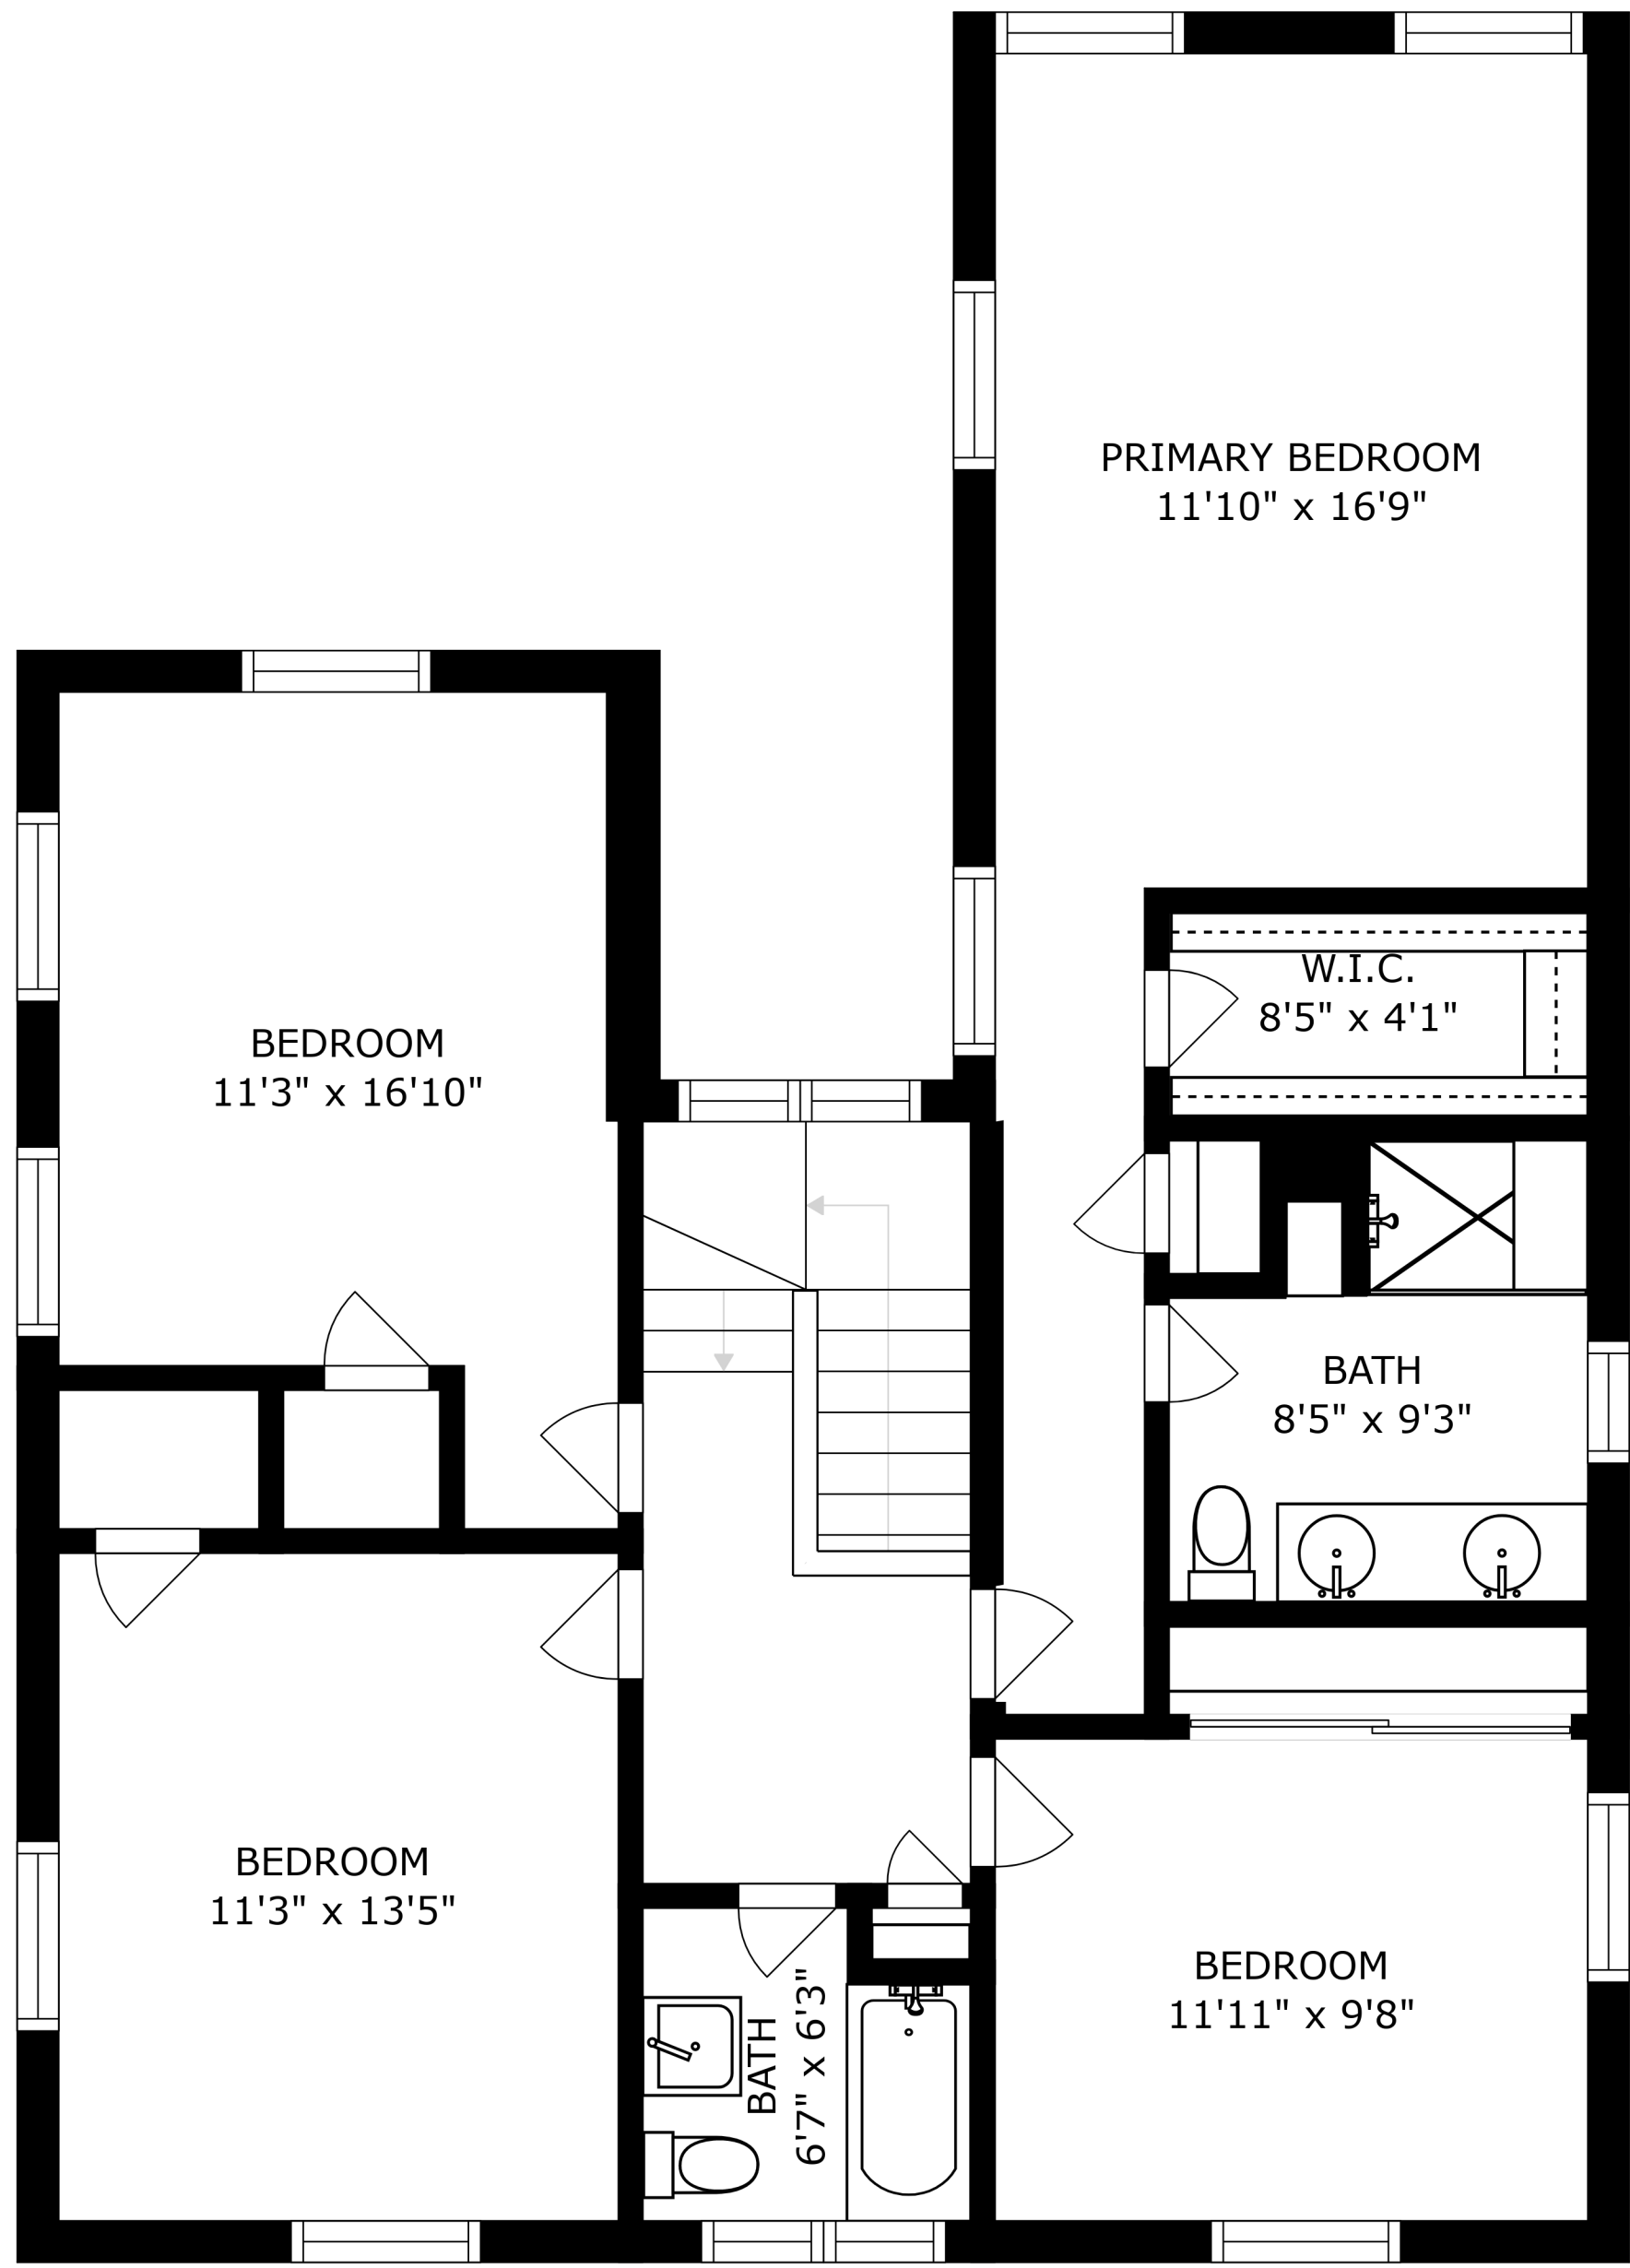 PRIMARY BEDROOM
11'10" x 16'9"
W.I.C.
8'5" x 4'1"
BEDROOM
11'3" x 16'10"
BATH
8'5" x 9'3"
BEDROOM
11'3" x 13'5"
BEDROOM
11'11" x 9'8"
BATH
6'7" x 6'3"